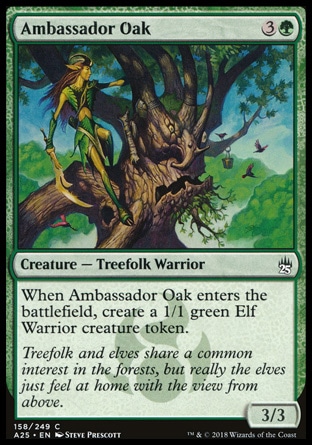 Ambassador Oak 3
Creature — Treefolk Warrior 25
When Ambassador Oak enters the
battlefield, create a 1/1 green Elf
Warrior creature token.
Treefolk and elves share a common
interest in the forests, but really the elves
just feel at home with the view from
above.
3/3
158/249 C
A25 • EN Steve Prescott ™ & © 2018 Wizards of the Coast